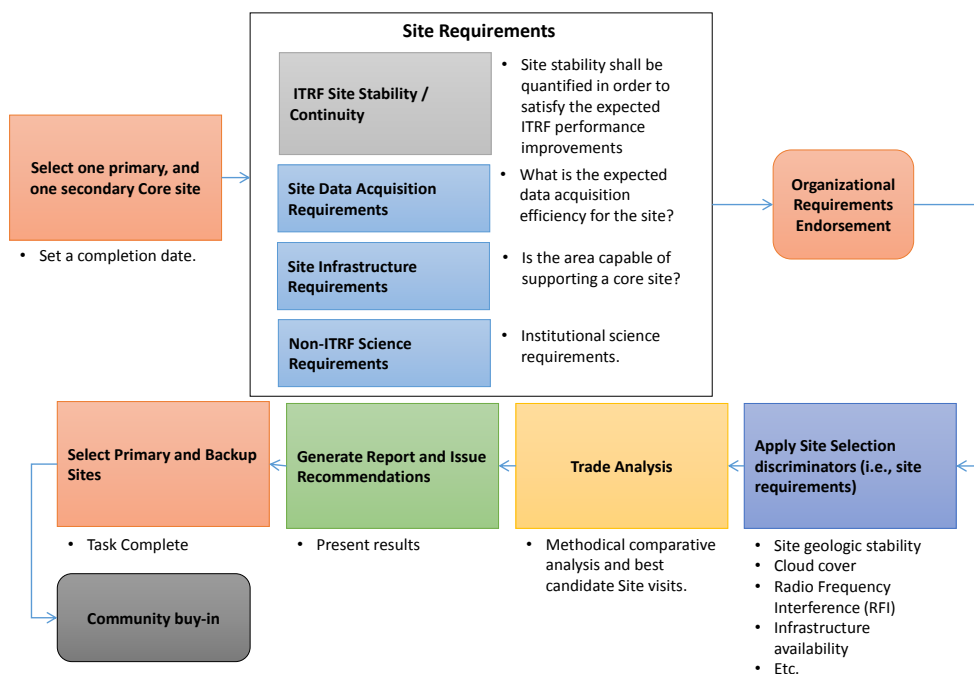 Site Requirements
ITRF Site Stability /
Continuity
• Site stability shall be
quantified in order to
satisfy the expected
ITRF performance
improvements
Select one primary, and
one secondary Core site
• Set a completion date.
Site Data Acquisition
Requirements
• What is the expected
data acquisition
efficiency for the site?
Site Infrastructure
Requirements
• Is the area capable of
supporting a core site?
Non-ITRF Science
Requirements
• Institutional science
requirements.
Organizational
Requirements
Endorsement
Select Primary and Backup
Sites
• Task Complete
Community buy-in
Generate Report and Issue
Recommendations
• Present results
Trade Analysis
• Methodical comparative
analysis and best
candidate Site visits.
Apply Site Selection
discriminators (i.e., site
requirements)
• Site geologic stability
• Cloud cover
• Radio Frequency
Interference (RFI)
• Infrastructure
availability
• Etc.